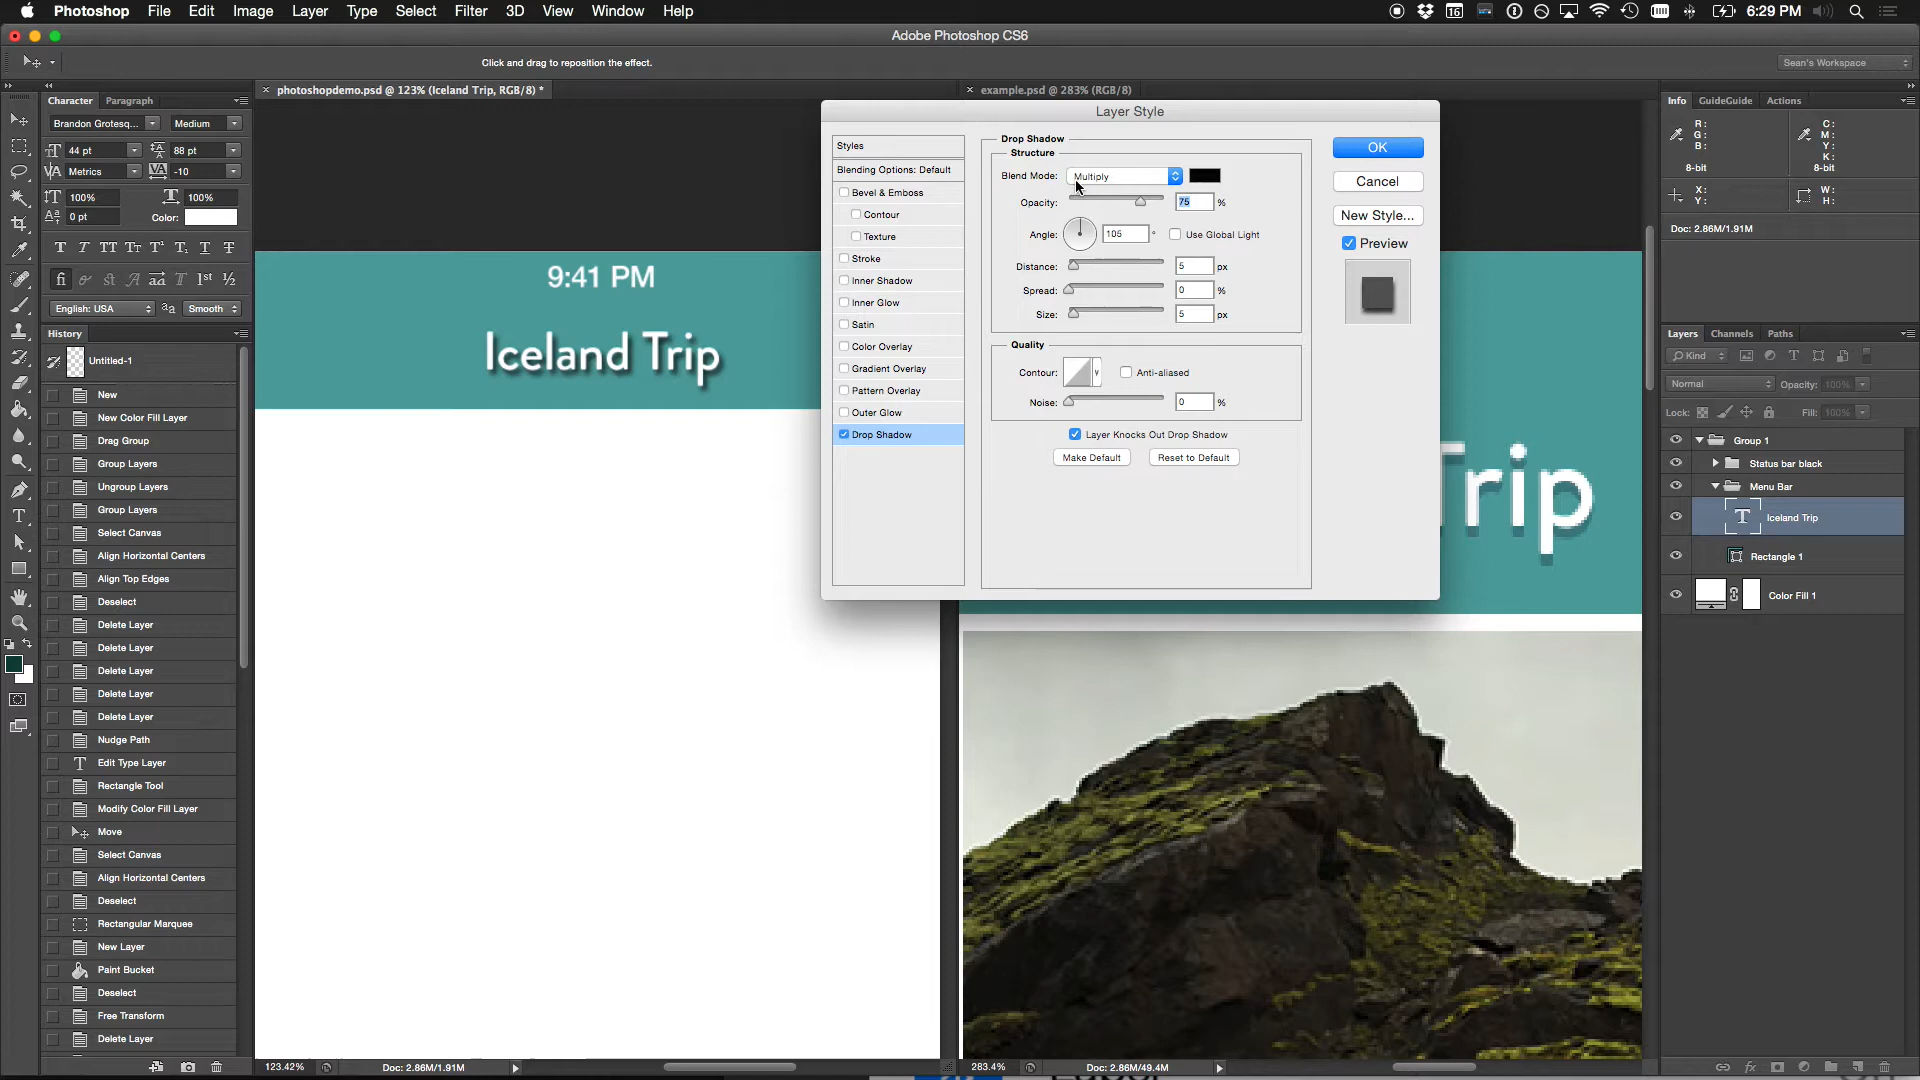 Photoshop File Edit Image Layer Type Select Filter 3D View Window Help
16 6:29 PM
Adobe Photoshop CS6
Click and drag to reposition the effect.
Sean's Workspace
Character Paragraph
photoshopdemo.psd @ 123% (Iceland Trip, RGB/8) *
example.psd @ 283% (RGB/8)
Info GuideGuide Actions
Brandon Grotesq... Medium
44 pt 88 pt
Metrics -10
100% 100%
0 pt Color:
English: USA aa Smooth
History
Untitled-1
New
New Color Fill Layer
Drag Group
Group Layers
Ungroup Layers
Group Layers
Select Canvas
Align Horizontal Centers
Align Top Edges
Deselect
Delete Layer
Delete Layer
Delete Layer
Delete Layer
Delete Layer
Nudge Path
Edit Type Layer
Rectangle Tool
Modify Color Fill Layer
Move
Select Canvas
Align Horizontal Centers
Deselect
Rectangular Marquee
New Layer
Paint Bucket
Deselect
Free Transform
Delete Layer
9:41 PM
Iceland Trip
Layer Style
Styles
Blending Options: Default
Bevel & Emboss
Contour
Texture
Stroke
Inner Shadow
Inner Glow
Satin
Color Overlay
Gradient Overlay
Pattern Overlay
Outer Glow
Drop Shadow
Drop Shadow
Structure
Blend Mode: Multiply
Opacity: 75 %
Angle: 105 ° Use Global Light
Distance: 5 px
Spread: 0 %
Size: 5 px
Quality
Contour: Anti-aliased
Noise: 0 %
Layer Knocks Out Drop Shadow
Make Default Reset to Default
OK
Cancel
New Style...
Preview
Trip
R:
G:
B:
8-bit
C:
M:
Y:
K:
8-bit
X:
Y:
W:
H:
Doc: 2.86M/1.91M
Layers Channels Paths
Kind
Normal Opacity: 100%
Lock: Fill: 100%
Group 1
Status bar black
Menu Bar
Iceland Trip
Rectangle 1
Color Fill 1
123.42% Doc: 2.86M/1.91M
283.4% Doc: 2.86M/49.4M